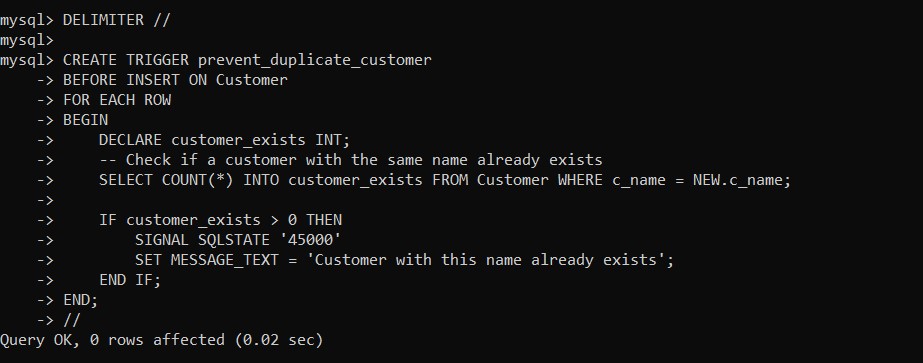 mysql> DELIMITER //
mysql>
mysql> CREATE TRIGGER prevent_duplicate_customer
    -> BEFORE INSERT ON Customer
    -> FOR EACH ROW
    -> BEGIN
    ->     DECLARE customer_exists INT;
    ->     -- Check if a customer with the same name already exists
    ->     SELECT COUNT(*) INTO customer_exists FROM Customer WHERE c_name = NEW.c_name;
    ->
    ->     IF customer_exists > 0 THEN
    ->         SIGNAL SQLSTATE '45000'
    ->         SET MESSAGE_TEXT = 'Customer with this name already exists';
    ->     END IF;
    -> END;
    -> //
Query OK, 0 rows affected (0.02 sec)